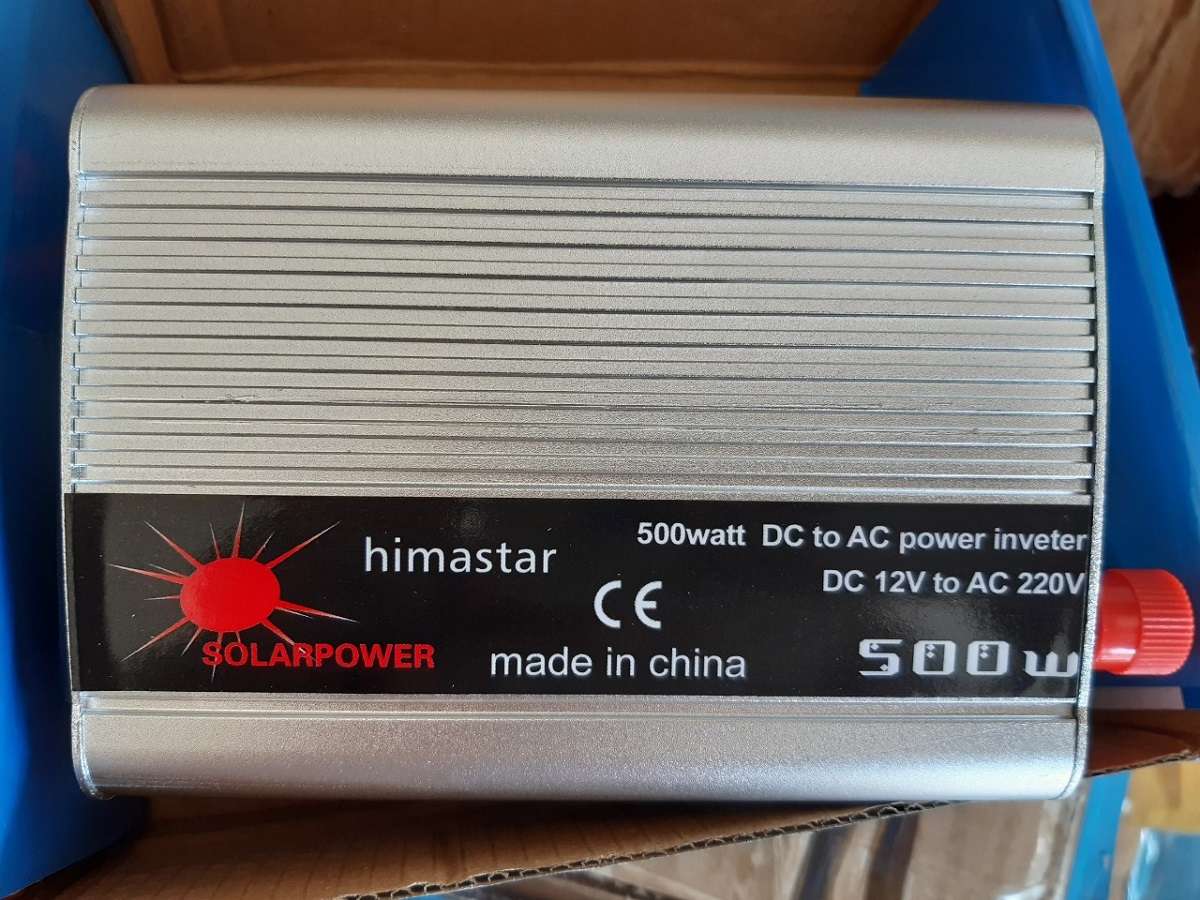 himastar
SOLARPOWER
500watt DC to AC power inveter
DC 12V to AC 220V
CE
made in china
500w